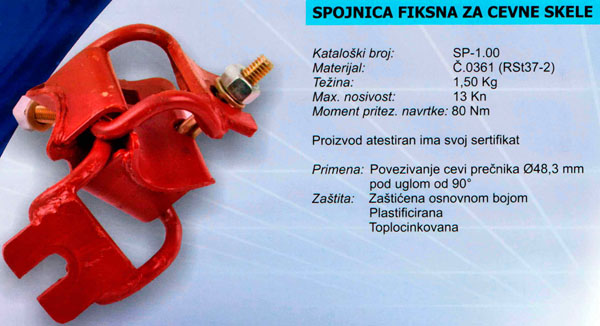 SPOJNICA FIKSNA ZA CEVNE SKELE
Kataloški broj: SP-1.00
Materijal: Č.0361 (RSt37-2)
Težina: 1,50 Kg
Max. nosivost: 13 Kn
Moment pritez. navrtke: 80 Nm
Proizvod atestiran ima svoj sertifikat
Primena: Povezivanje cevi prečnika Ø48,3 mm
pod uglom od 90°
Zaštita: Zaštićena osnovnom bojom
Plastificirana
Toplocinkovana